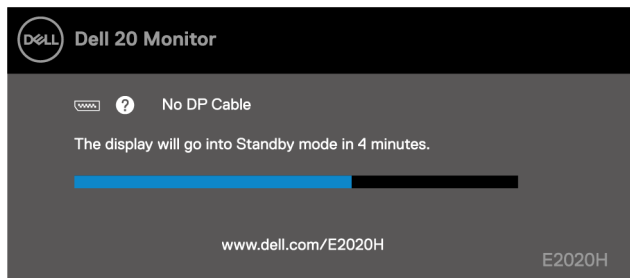 DELL Dell 20 Monitor
? No DP Cable
The display will go into Standby mode in 4 minutes.
www.dell.com/E2020H
E2020H